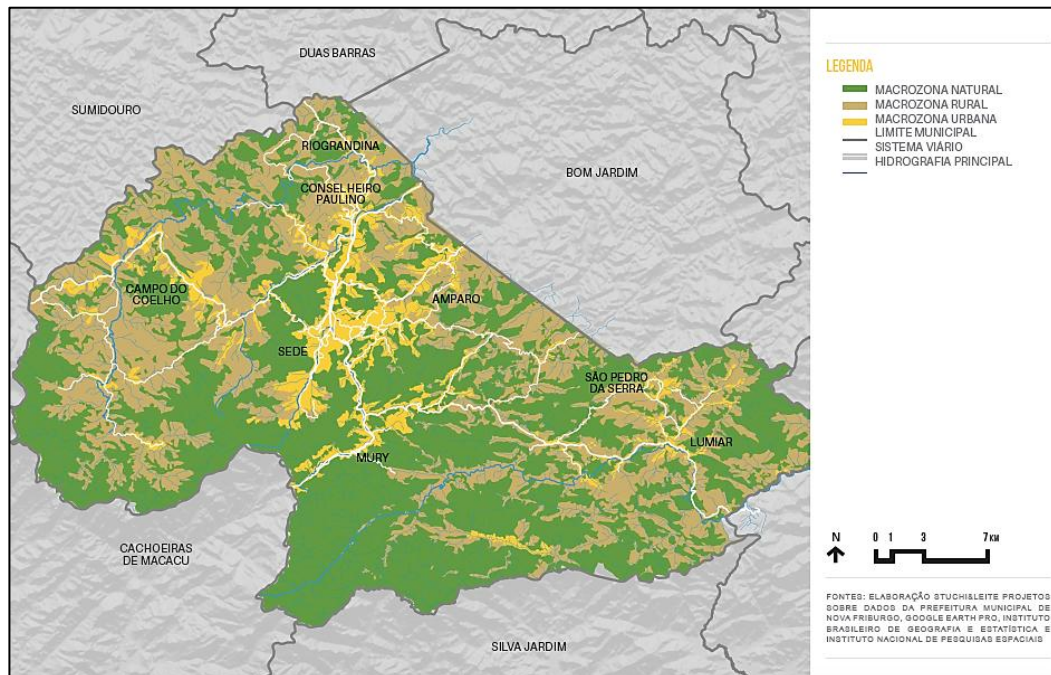 DUAS BARRAS
SUMIDOURO
RIOGRANDINA
CONSELHEIRO
PAULINO
BOM JARDIM
CAMPO DO
COELHO
AMPARO
SEDE
SÃO PEDRO
DA SERRA
LUMIAR
MURY
CACHOEIRAS
DE MACACU
SILVA JARDIM
LEGENDA
MACROZONA NATURAL
MACROZONA RURAL
MACROZONA URBANA
LIMITE MUNICIPAL
SISTEMA VIÁRIO
HIDROGRAFIA PRINCIPAL
N
0 1 3 7 KM
FONTES: ELABORAÇÃO STUCHI&LEITE PROJETOS
SOBRE DADOS DA PREFEITURA MUNICIPAL DE
NOVA FRIBURGO, GOOGLE EARTH PRO, INSTITUTO
BRASILEIRO DE GEOGRAFIA E ESTATÍSTICA E
INSTITUTO NACIONAL DE PESQUISAS ESPACIAIS